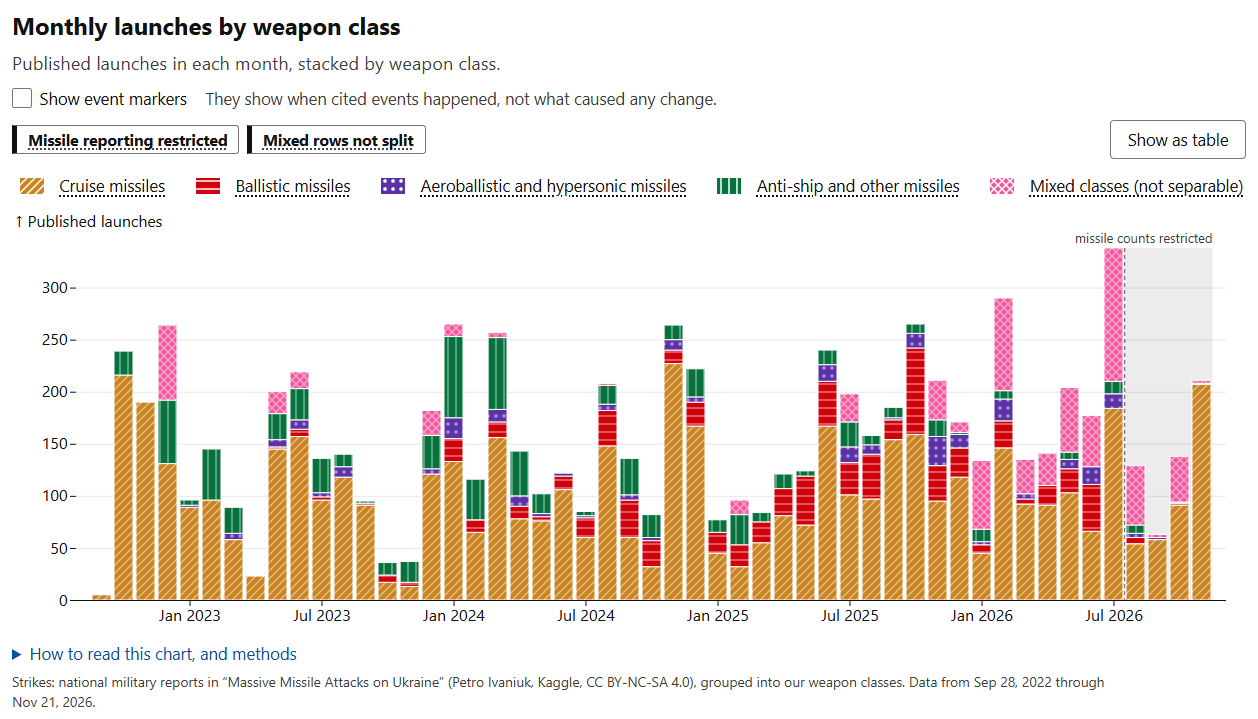 Monthly launches by weapon class
Published launches in each month, stacked by weapon class.
Show event markers They show when cited events happened, not what caused any change.
Missile reporting restricted Mixed rows not split Show as table
Cruise missiles Ballistic missiles Aeroballistic and hypersonic missiles Anti-ship and other missiles Mixed classes (not separable)
↑ Published launches
missile counts restricted
300
250
200
150
100
50
0
Jan 2023 Jul 2023 Jan 2024 Jul 2024 Jan 2025 Jul 2025 Jan 2026 Jul 2026
▶ How to read this chart, and methods
Strikes: national military reports in “Massive Missile Attacks on Ukraine” (Petro Ivaniuk, Kaggle, CC BY-NC-SA 4.0), grouped into our weapon classes. Data from Sep 28, 2022 through
Nov 21, 2026.